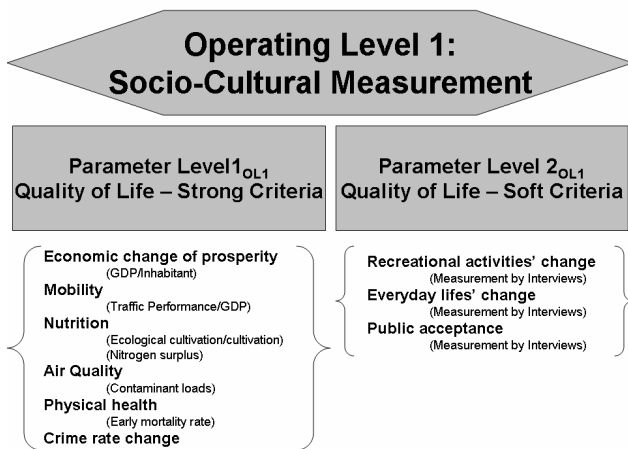 Operating Level 1:
Socio-Cultural Measurement
Parameter Level1OL1
Quality of Life – Strong Criteria
Economic change of prosperity
(GDP/Inhabitant)
Mobility
(Traffic Performance/GDP)
Nutrition
(Ecological cultivation/cultivation)
(Nitrogen surplus)
Air Quality
(Contaminant loads)
Physical health
(Early mortality rate)
Crime rate change
Parameter Level 2OL1
Quality of Life – Soft Criteria
Recreational activities’ change
(Measurement by Interviews)
Everyday lifes’ change
(Measurement by Interviews)
Public acceptance
(Measurement by Interviews)